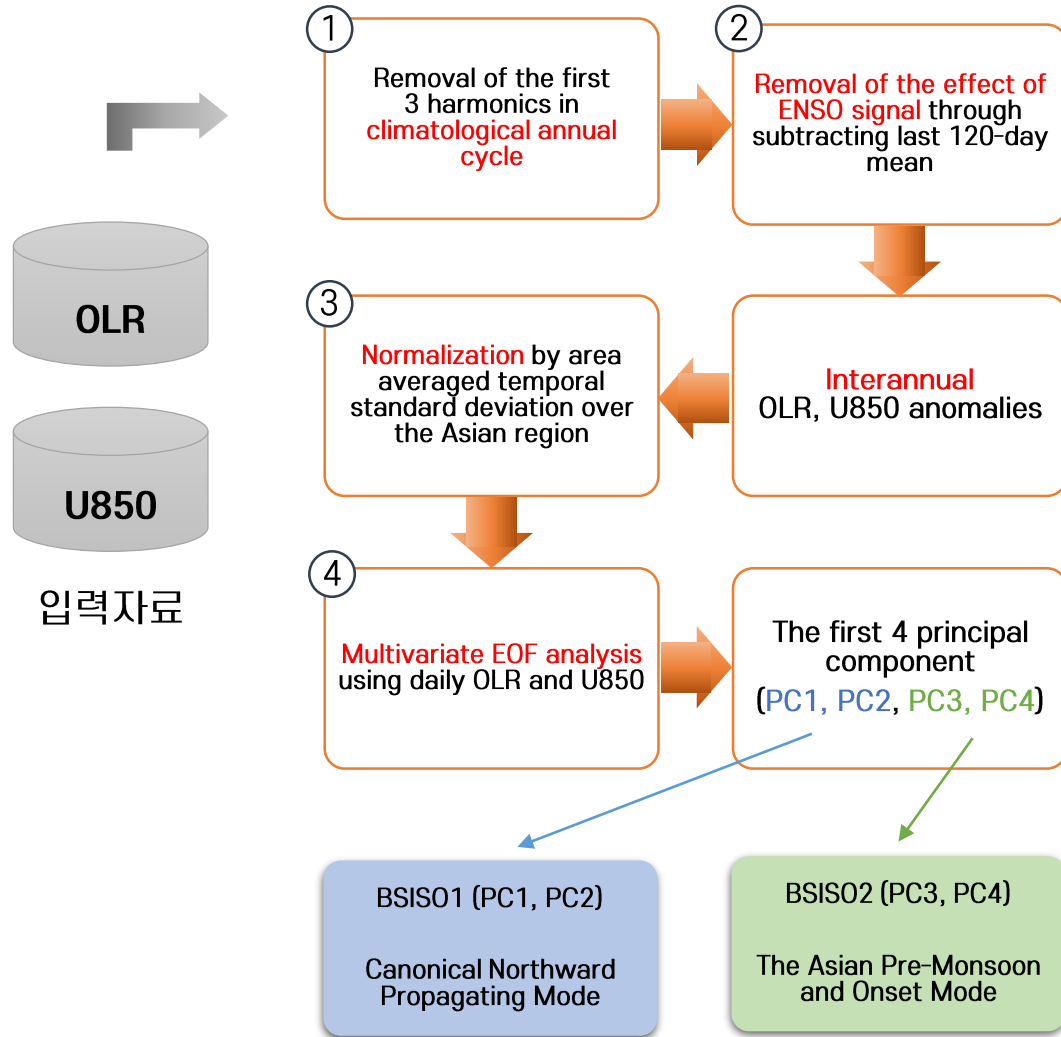 1
Removal of the first
3 harmonics in
climatological annual
cycle
2
Removal of the effect of
ENSO signal through
subtracting last 120-day
mean
OLR
U850
입력자료
3
Normalization by area
averaged temporal
standard deviation over
the Asian region
Interannual
OLR, U850 anomalies
4
Multivariate EOF analysis
using daily OLR and U850
The first 4 principal
component
(PC1, PC2, PC3, PC4)
BSISO1 (PC1, PC2)
Canonical Northward
Propagating Mode
BSISO2 (PC3, PC4)
The Asian Pre-Monsoon
and Onset Mode